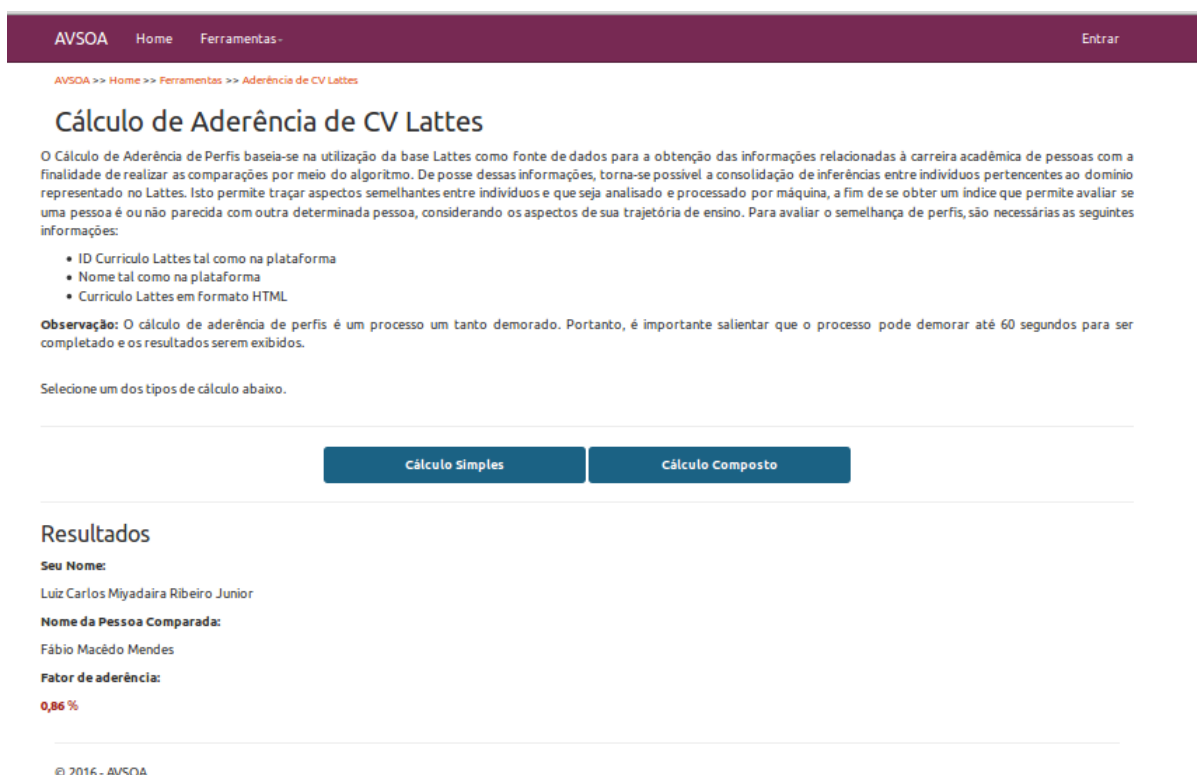 AVSOA Home Ferramentas- Entrar
AVSOA >> Home >> Ferramentas >> Aderência de CV Lattes
Cálculo de Aderência de CV Lattes
O Cálculo de Aderência de Perfis baseia-se na utilização da base Lattes como fonte de dados para a obtenção das informações relacionadas à carreira acadêmica de pessoas com a
finalidade de realizar as comparações por meio do algoritmo. De posse dessas informações, torna-se possível a consolidação de inferências entre indivíduos pertencentes ao domínio
representado no Lattes. Isto permite traçar aspectos semelhantes entre indivíduos e que seja analisado e processado por máquina, a fim de se obter um índice que permite avaliar se
uma pessoa é ou não parecida com outra determinada pessoa, considerando os aspectos de sua trajetória de ensino. Para avaliar o semelhança de perfis, são necessárias as seguintes
informações:
• ID Curriculo Lattes tal como na plataforma
• Nome tal como na plataforma
• Curriculo Lattes em formato HTML
Observação: O cálculo de aderência de perfis é um processo um tanto demorado. Portanto, é importante salientar que o processo pode demorar até 60 segundos para ser
completado e os resultados serem exibidos.
Selecione um dos tipos de cálculo abaixo.
Cálculo Simples Cálculo Composto
Resultados
Seu Nome:
Luiz Carlos Miyadaira Ribeiro Junior
Nome da Pessoa Comparada:
Fábio Macêdo Mendes
Fator de aderência:
0,86 %
© 2016 - AVSOA